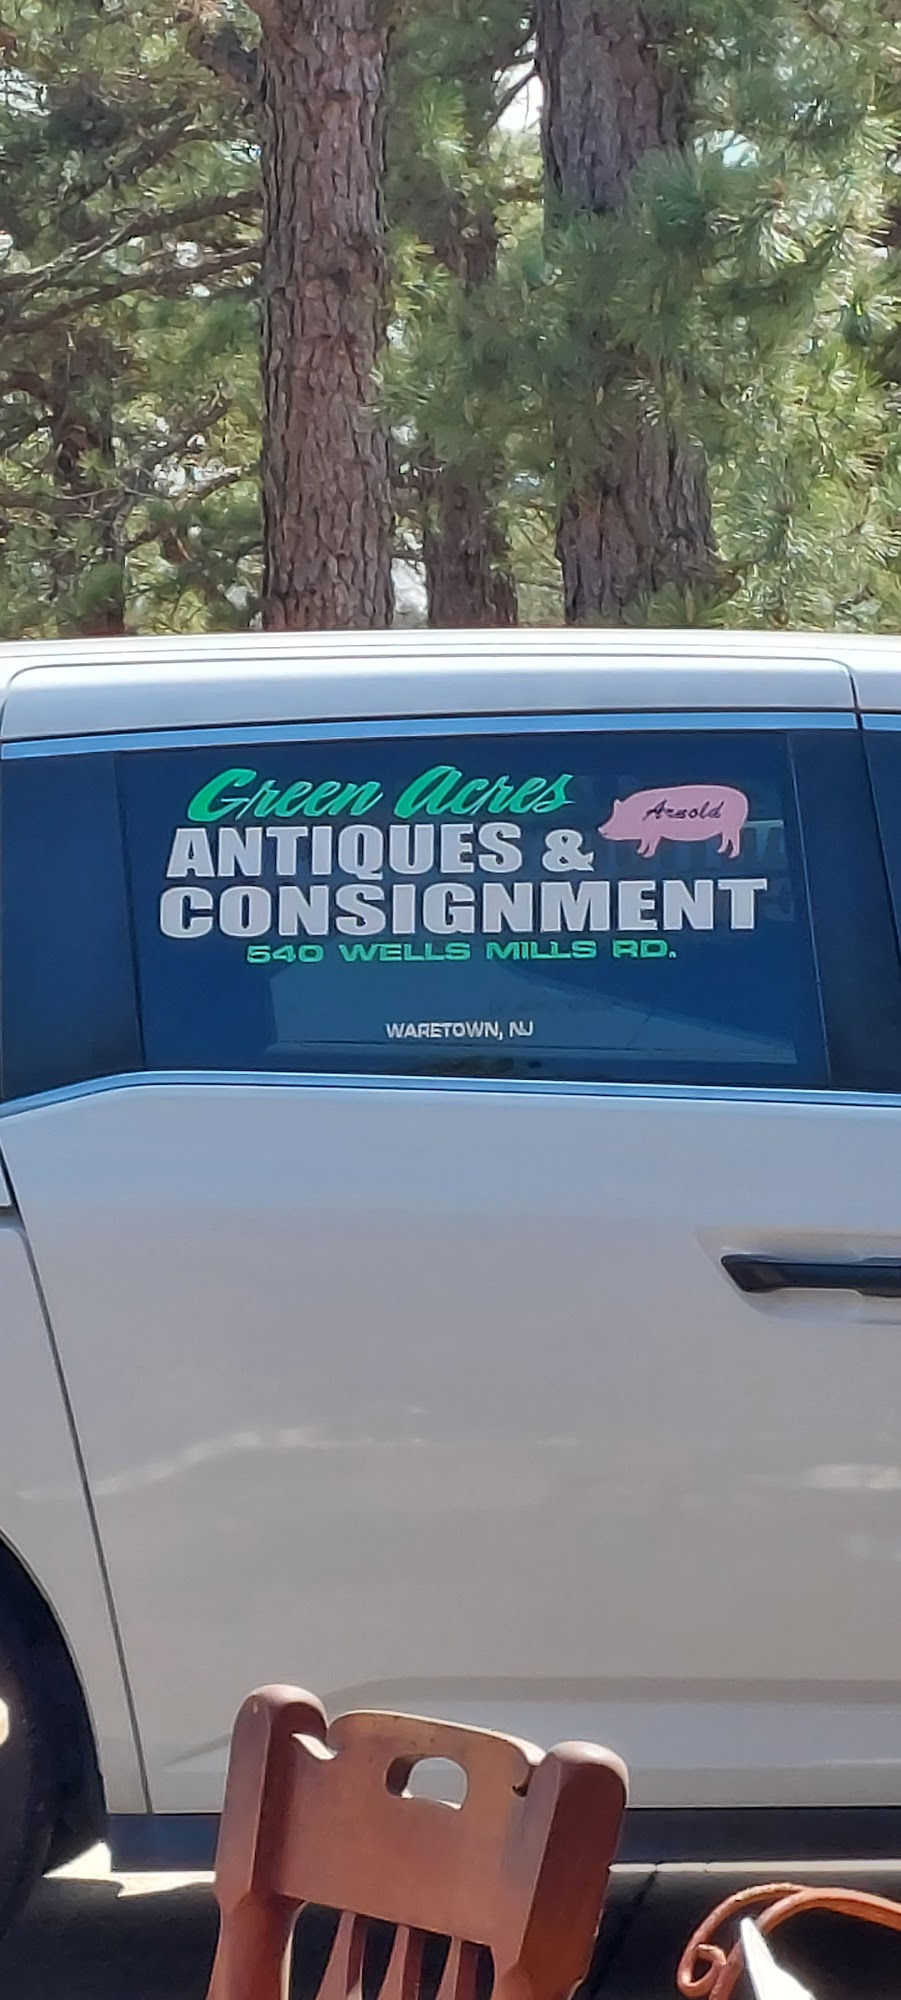 Green Acres
Arnold
ANTIQUES &
CONSIGNMENT
540 WELLS MILLS RD.
WARETOWN, NJ